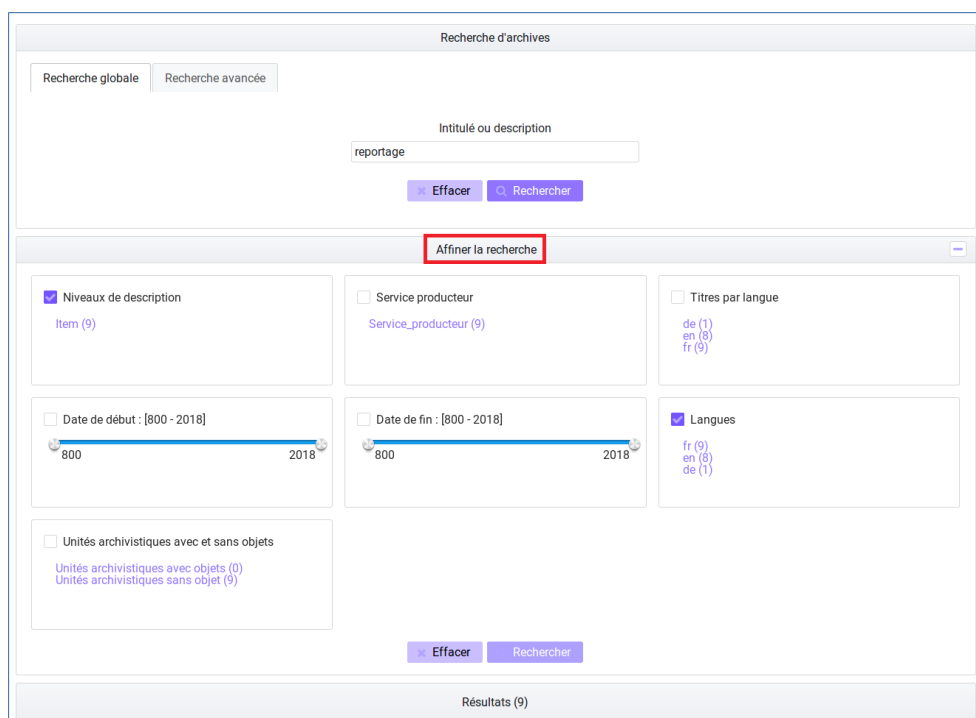 Recherche d'archives
Recherche globale
Recherche avancée
Intitulé ou description
reportage
Effacer
Rechercher
Affiner la recherche
Niveaux de description
Item (9)
Service producteur
Service_producteur (9)
Titres par langue
de (1)
en (8)
fr (9)
Date de début : [800 - 2018]
800 2018
Date de fin : [800 - 2018]
800 2018
Langues
fr (9)
en (8)
de (1)
Unités archivistiques avec et sans objets
Unités archivistiques avec objets (0)
Unités archivistiques sans objet (9)
Effacer
Rechercher
Résultats (9)